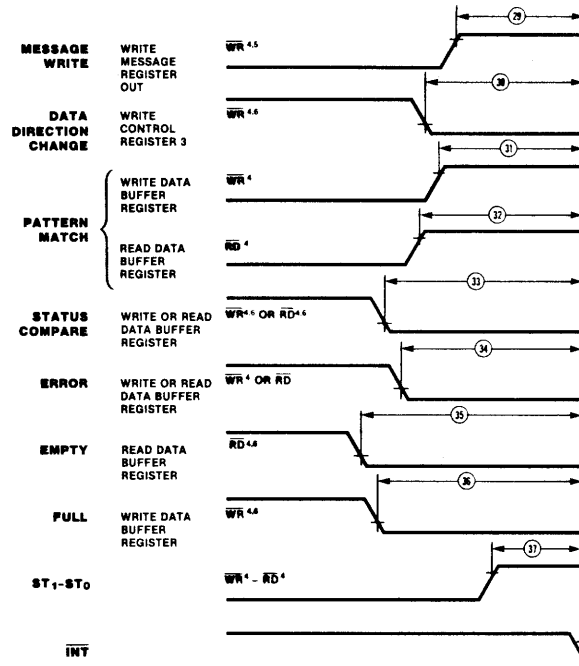 29
MESSAGE WRITE WRITE MESSAGE REGISTER OUT WR 4,5
30
DATA DIRECTION CHANGE WRITE CONTROL REGISTER 3 WR 4,6
31
PATTERN MATCH
WRITE DATA BUFFER REGISTER WR 4
32
READ DATA BUFFER REGISTER RD 4
33
STATUS COMPARE WRITE OR READ DATA BUFFER REGISTER WR 4,6 OR RD 4,6
34
ERROR WRITE OR READ DATA BUFFER REGISTER WR 4 OR RD
35
EMPTY READ DATA BUFFER REGISTER RD 4,6
36
FULL WRITE DATA BUFFER REGISTER WR 4,6
37
ST1-ST0 WR 4 - RD 4
INT